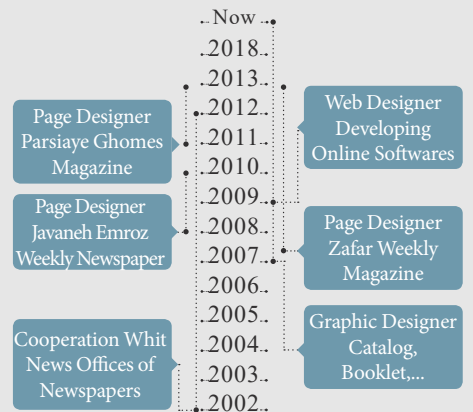 Now
2018
2013
2012
2011
2010
2009
2008
2007
2006
2005
2004
2003
2002
Page Designer
Parsiaye Ghomes
Magazine
Page Designer
Javaneh Emroz
Weekly Newspaper
Cooperation Whit
News Offices of
Newspapers
Web Designer
Developing
Online Softwares
Page Designer
Zafar Weekly
Magazine
Graphic Designer
Catalog,
Booklet,...